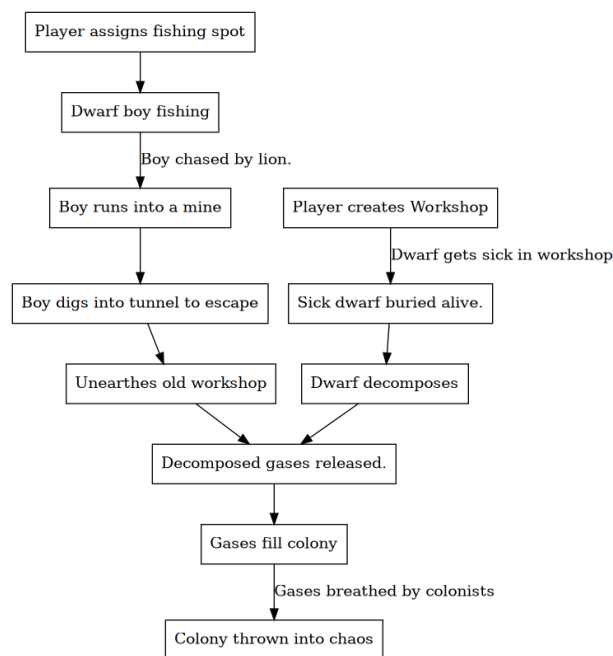 Player assigns fishing spot
Dwarf boy fishing
Boy chased by lion.
Boy runs into a mine
Player creates Workshop
Dwarf gets sick in workshop
Boy digs into tunnel to escape
Sick dwarf buried alive.
Unearthes old workshop
Dwarf decomposes
Decomposed gases released.
Gases fill colony
Gases breathed by colonists
Colony thrown into chaos